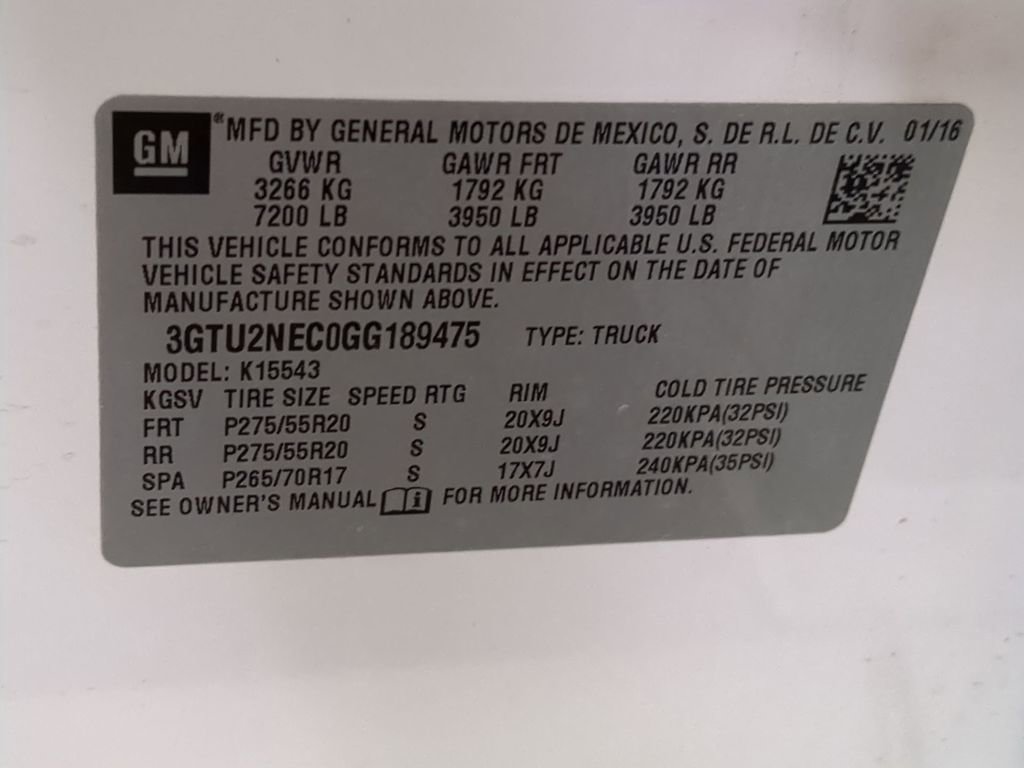 GM ® MFD BY GENERAL MOTORS DE MEXICO, S. DE R.L. DE C.V. 01/16
GVWR GAWR FRT GAWR RR
3266 KG 1792 KG 1792 KG
7200 LB 3950 LB 3950 LB
THIS VEHICLE CONFORMS TO ALL APPLICABLE U.S. FEDERAL MOTOR
VEHICLE SAFETY STANDARDS IN EFFECT ON THE DATE OF
MANUFACTURE SHOWN ABOVE.
3GTU2NEC0GG189475 TYPE: TRUCK
MODEL: K15543
KGSV TIRE SIZE SPEED RTG RIM COLD TIRE PRESSURE
FRT P275/55R20 S 20X9J 220KPA(32PSI)
RR P275/55R20 S 20X9J 220KPA(32PSI)
SPA P265/70R17 S 17X7J 240KPA(35PSI)
SEE OWNER'S MANUAL i FOR MORE INFORMATION.